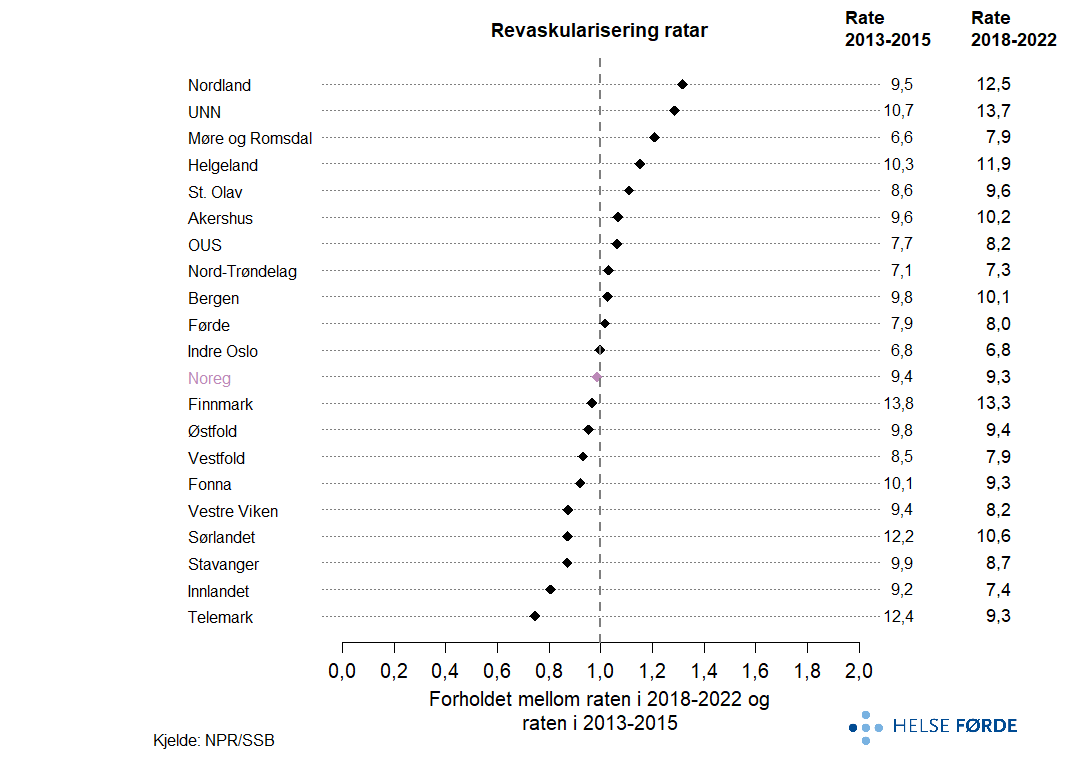 Revaskularisering ratar
Rate
2013-2015
Rate
2018-2022
Nordland 9,5 12,5
UNN 10,7 13,7
Møre og Romsdal 6,6 7,9
Helgeland 10,3 11,9
St. Olav 8,6 9,6
Akershus 9,6 10,2
OUS 7,7 8,2
Nord-Trøndelag 7,1 7,3
Bergen 9,8 10,1
Førde 7,9 8,0
Indre Oslo 6,8 6,8
Noreg 9,4 9,3
Finnmark 13,8 13,3
Østfold 9,8 9,4
Vestfold 8,5 7,9
Fonna 10,1 9,3
Vestre Viken 9,4 8,2
Sørlandet 12,2 10,6
Stavanger 9,9 8,7
Innlandet 9,2 7,4
Telemark 12,4 9,3
0,0 0,2 0,4 0,6 0,8 1,0 1,2 1,4 1,6 1,8 2,0
Forholdet mellom raten i 2018-2022 og
raten i 2013-2015
HELSE FØRDE
Kjelde: NPR/SSB